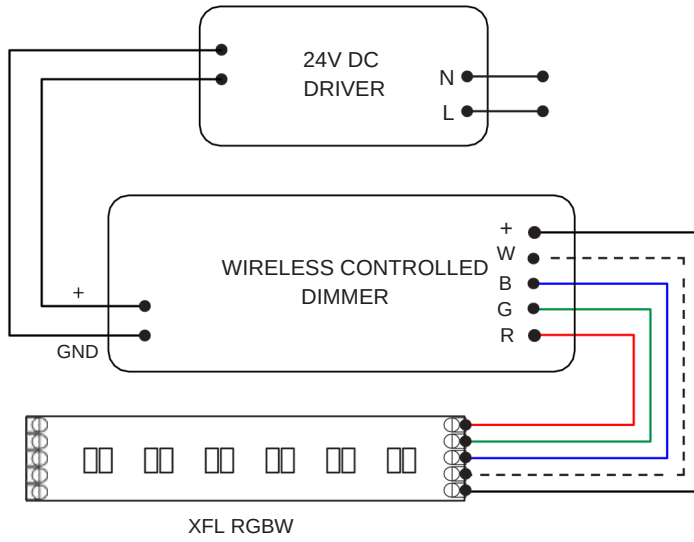 24V DC
DRIVER
N
L
+
W
WIRELESS CONTROLLED
DIMMER
B
G
R
+
GND
XFL RGBW